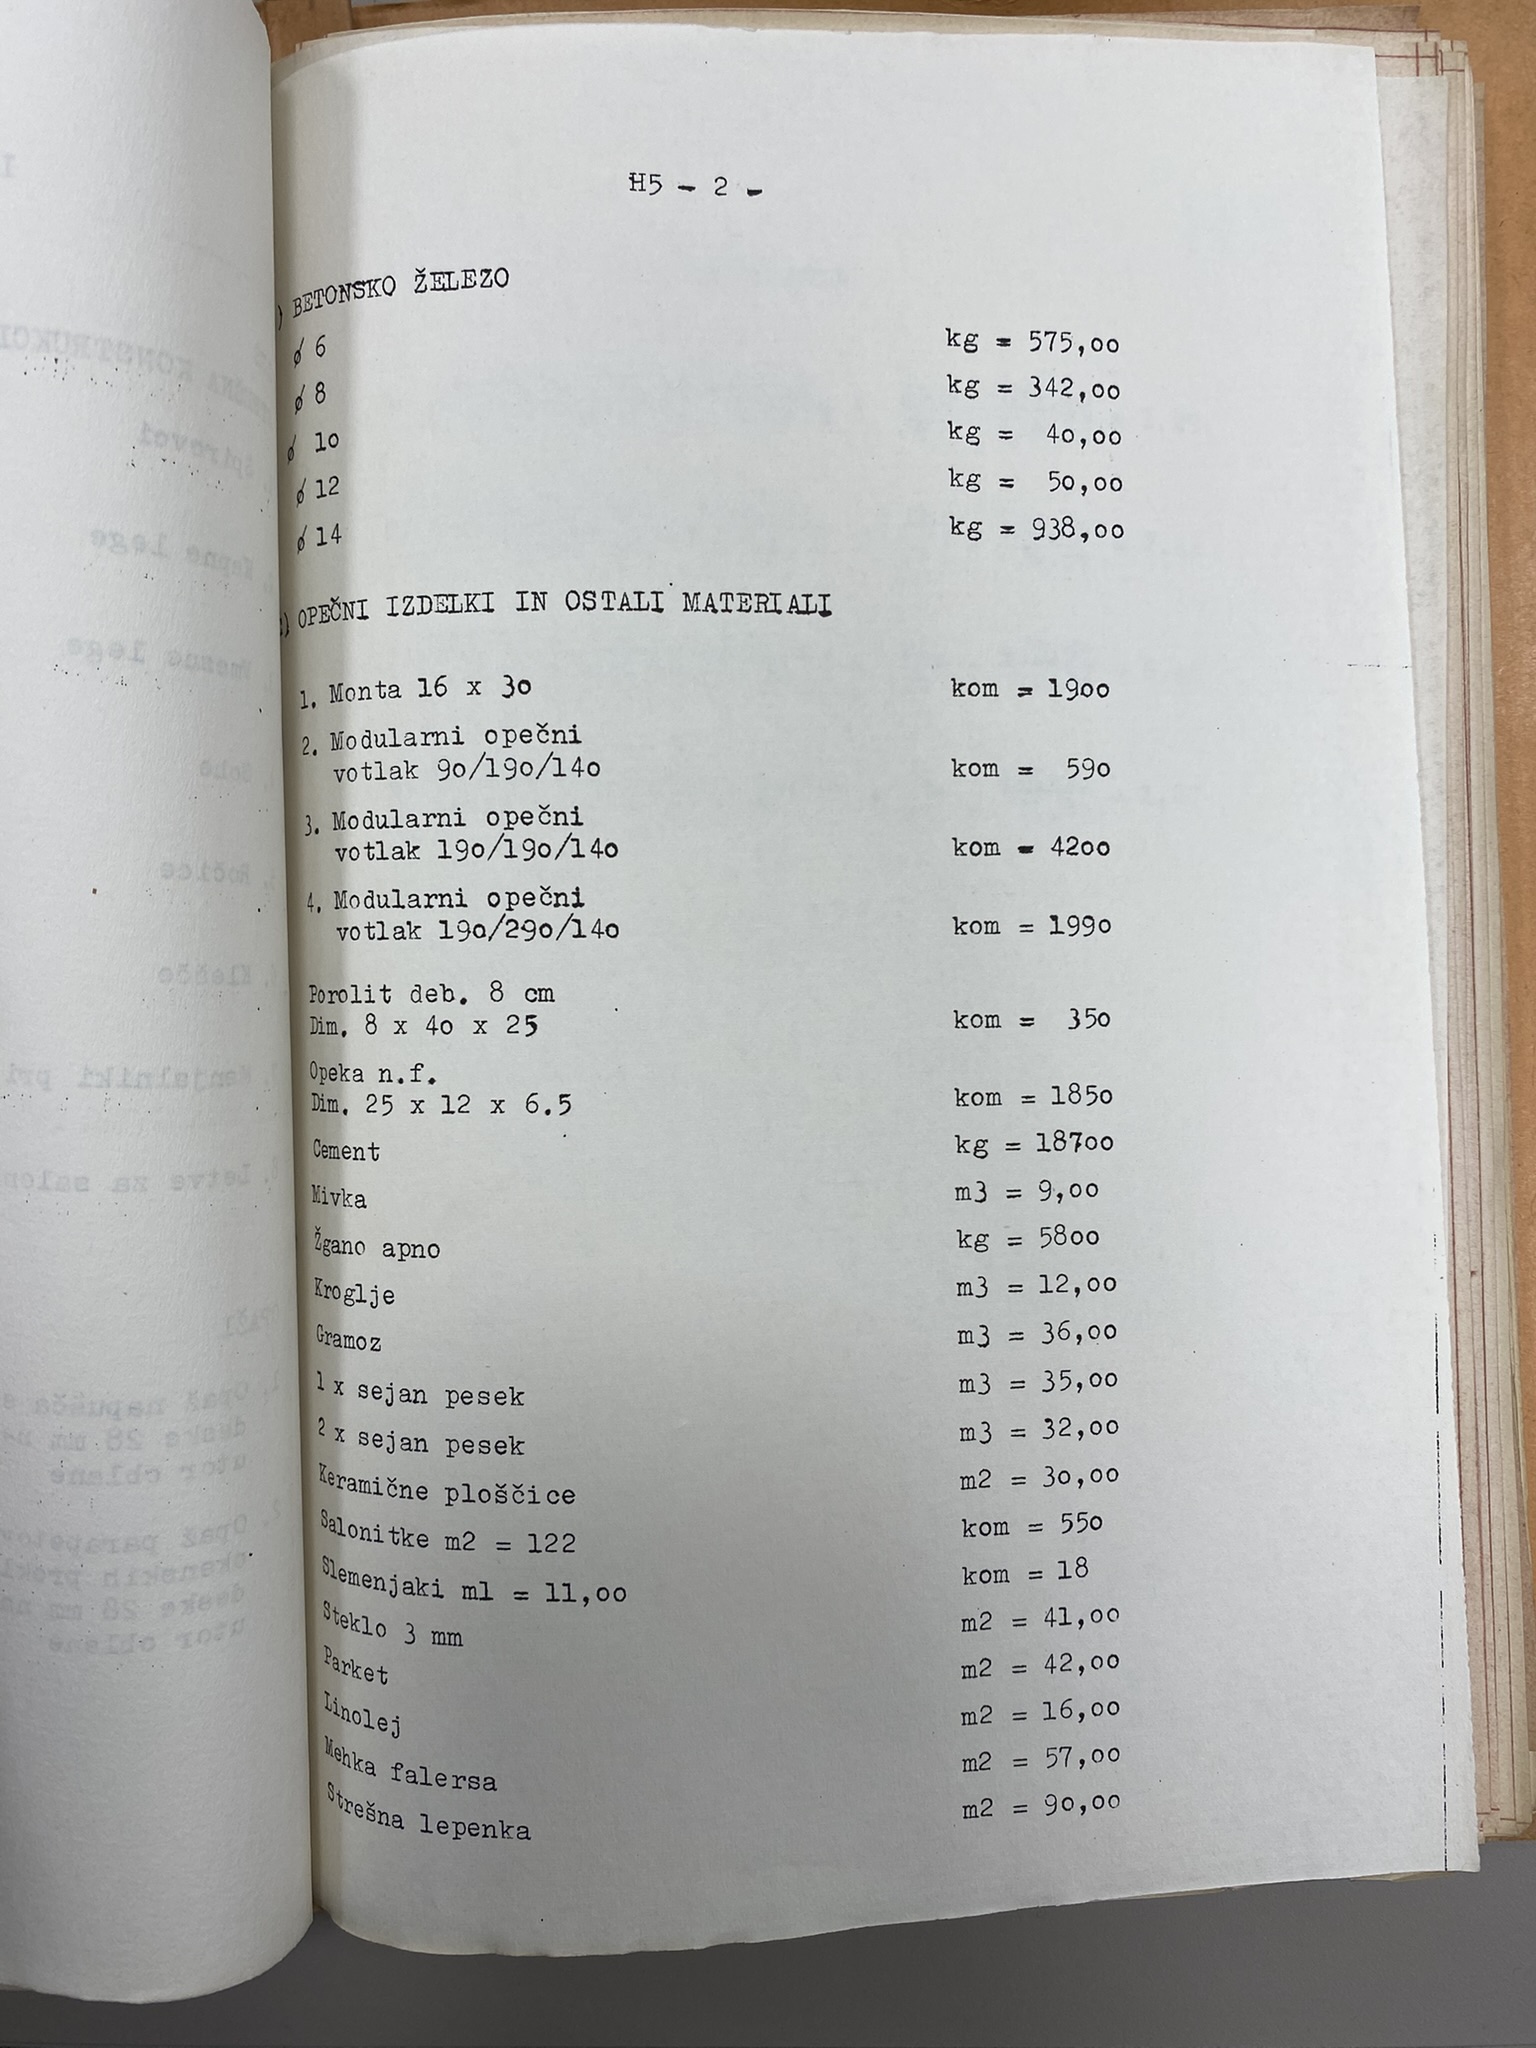 H5 - 2 -
) BETONSKO ŽELEZO
ø 6 kg = 575,00
ø 8 kg = 342,00
ø 10 kg = 40,00
ø 12 kg = 50,00
ø 14 kg = 938,00
) OPEČNI IZDELKI IN OSTALI MATERIALI
1. Monta 16 x 30 kom = 1900
2. Modularni opečni
votlak 90/190/140 kom = 590
3. Modularni opečni
votlak 190/190/140 kom = 4200
4. Modularni opečni
votlak 190/290/140 kom = 1990
Porolit deb. 8 cm
Dim. 8 x 40 x 25 kom = 350
Opeka n.f.
Dim. 25 x 12 x 6.5 kom = 1850
Cement kg = 18700
Mivka m3 = 9,00
Žgano apno kg = 5800
Kroglje m3 = 12,00
Gramoz m3 = 36,00
1 x sejan pesek m3 = 35,00
2 x sejan pesek m3 = 32,00
Keramične ploščice m2 = 30,00
Salonitke m2 = 122 kom = 550
Slemenjaki ml = 11,00 kom = 18
Steklo 3 mm m2 = 41,00
Parket m2 = 42,00
Linolej m2 = 16,00
Mehka falersa m2 = 57,00
Strešna lepenka m2 = 90,00